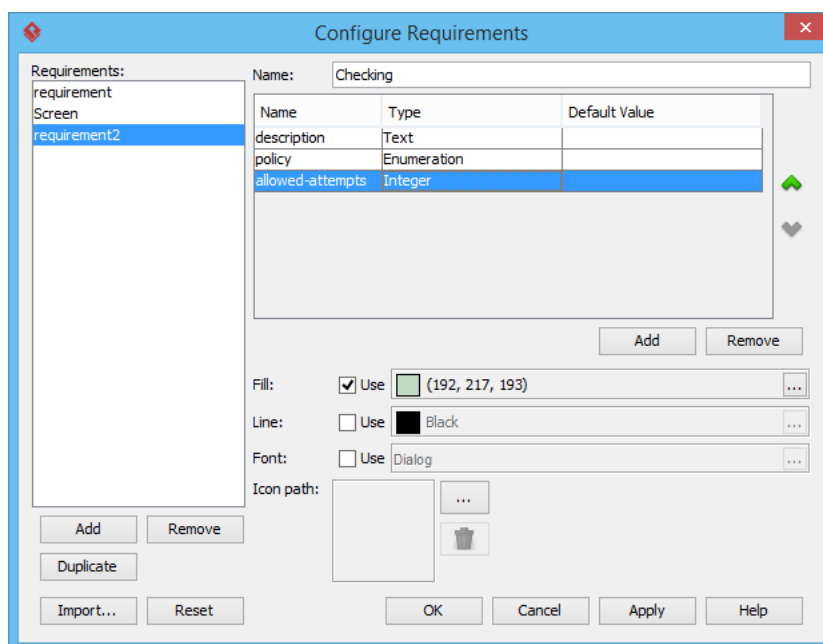 Configure Requirements
Requirements:
requirement
Screen
requirement2
Add Remove
Duplicate
Import... Reset
Name: Checking
Name Type Default Value
description Text
policy Enumeration
allowed-attempts Integer
Add Remove
Fill: Use (192, 217, 193) ...
Line: Use Black ...
Font: Use Dialog ...
Icon path: ...
OK Cancel Apply Help